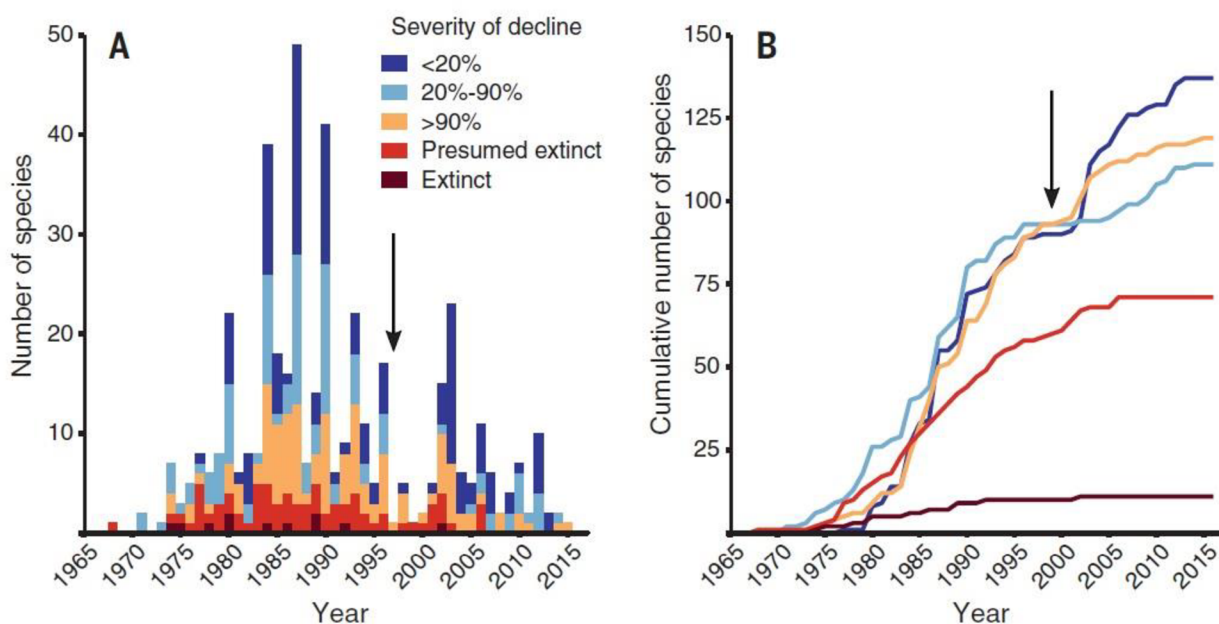 A
Severity of decline
<20%
20%-90%
>90%
Presumed extinct
Extinct
Number of species
50
40
30
20
10
1965 1970 1975 1980 1985 1990 1995 2000 2005 2010 2015
Year
B
Cumulative number of species
150
125
100
75
50
25
1965 1970 1975 1980 1985 1990 1995 2000 2005 2010 2015
Year